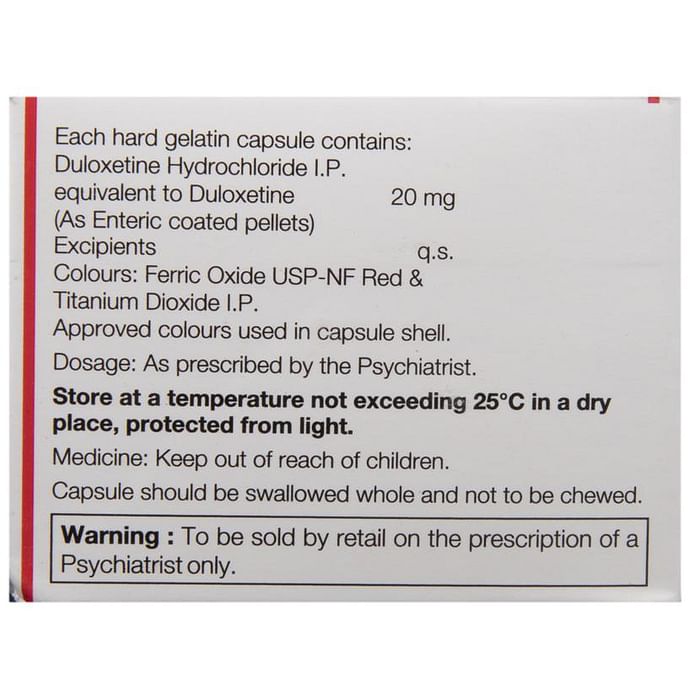 Each hard gelatin capsule contains:
Duloxetine Hydrochloride I.P.
equivalent to Duloxetine 20 mg
(As Enteric coated pellets)
Excipients q.s.
Colours: Ferric Oxide USP-NF Red &
Titanium Dioxide I.P.
Approved colours used in capsule shell.
Dosage: As prescribed by the Psychiatrist.
Store at a temperature not exceeding 25°C in a dry
place, protected from light.
Medicine: Keep out of reach of children.
Capsule should be swallowed whole and not to be chewed.
Warning : To be sold by retail on the prescription of a
Psychiatrist only.